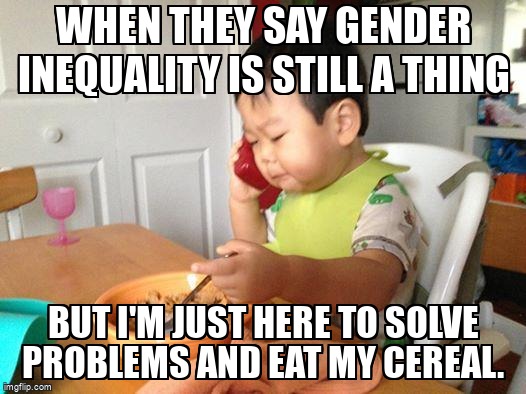 WHEN THEY SAY GENDER
INEQUALITY IS STILL A THING
BUT I'M JUST HERE TO SOLVE
PROBLEMS AND EAT MY CEREAL.
imgflip.com